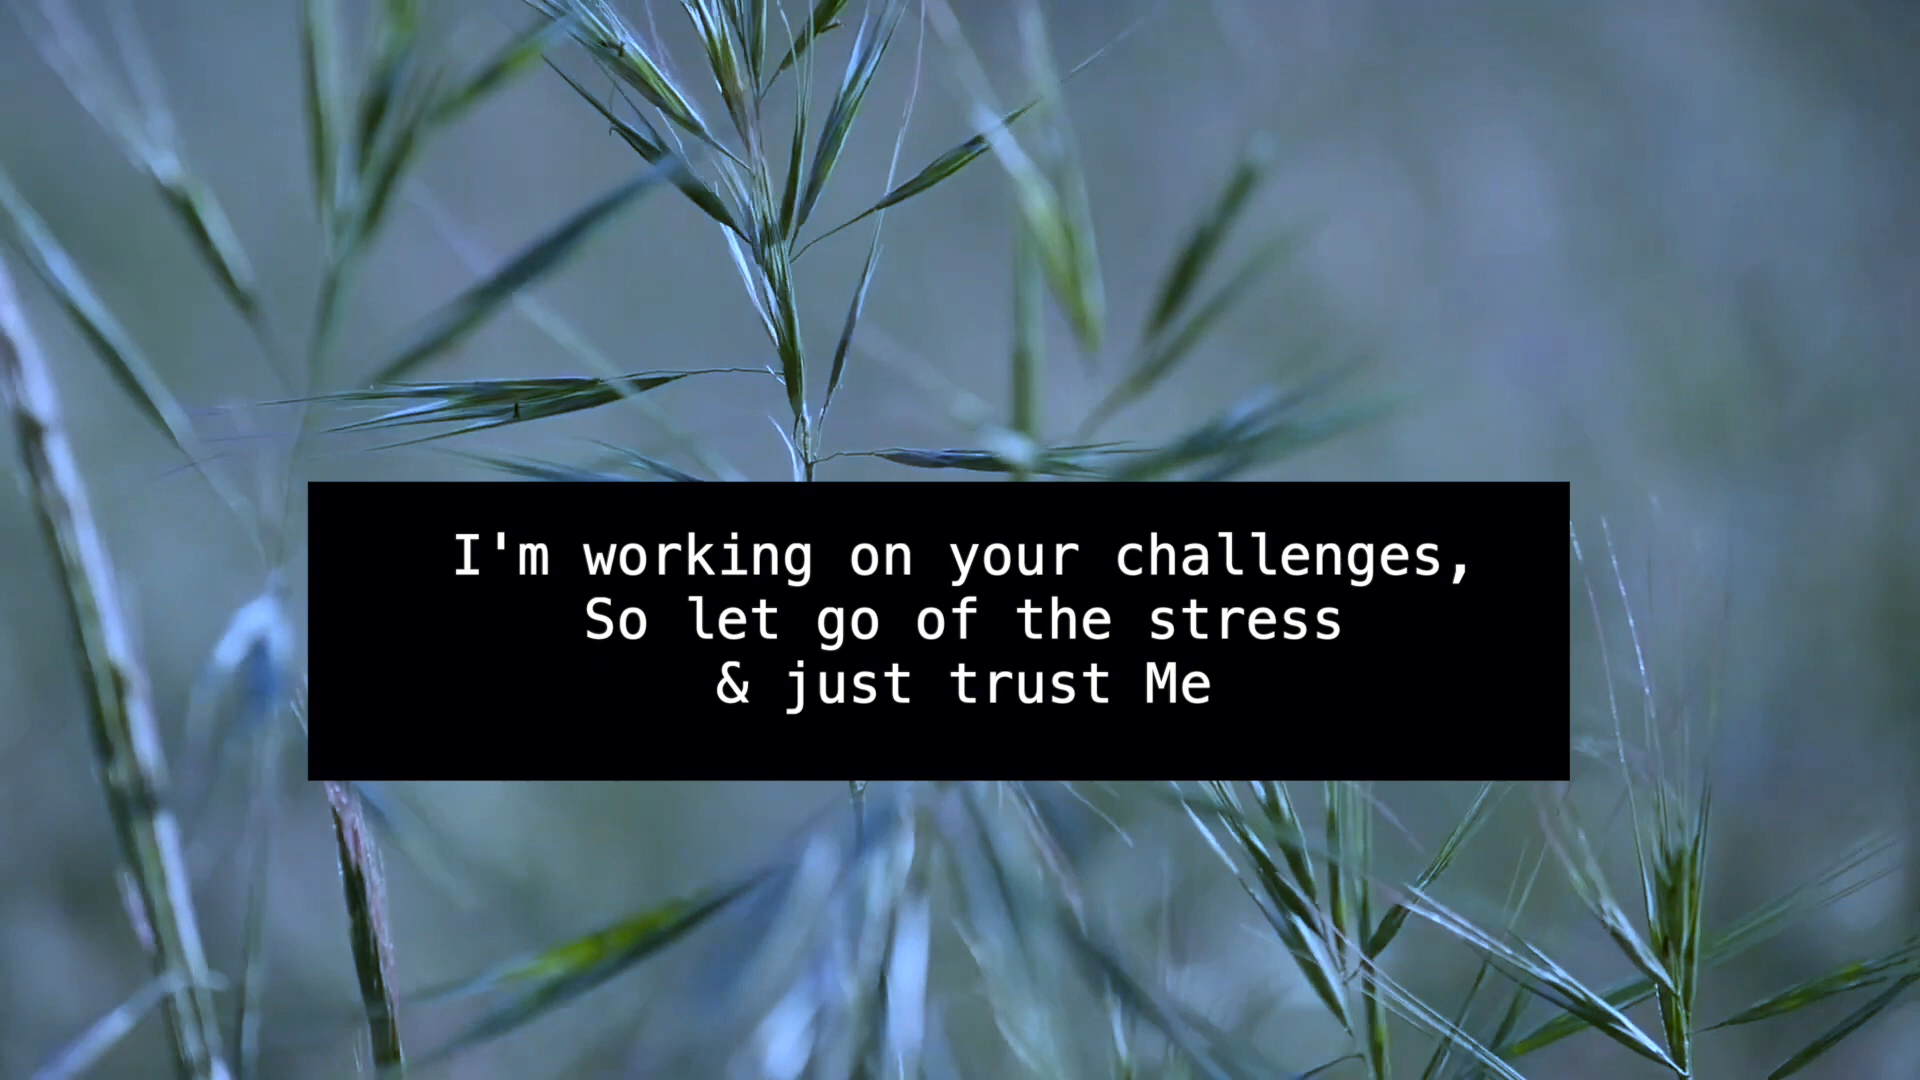 I'm working on your challenges,
So let go of the stress
& just trust Me